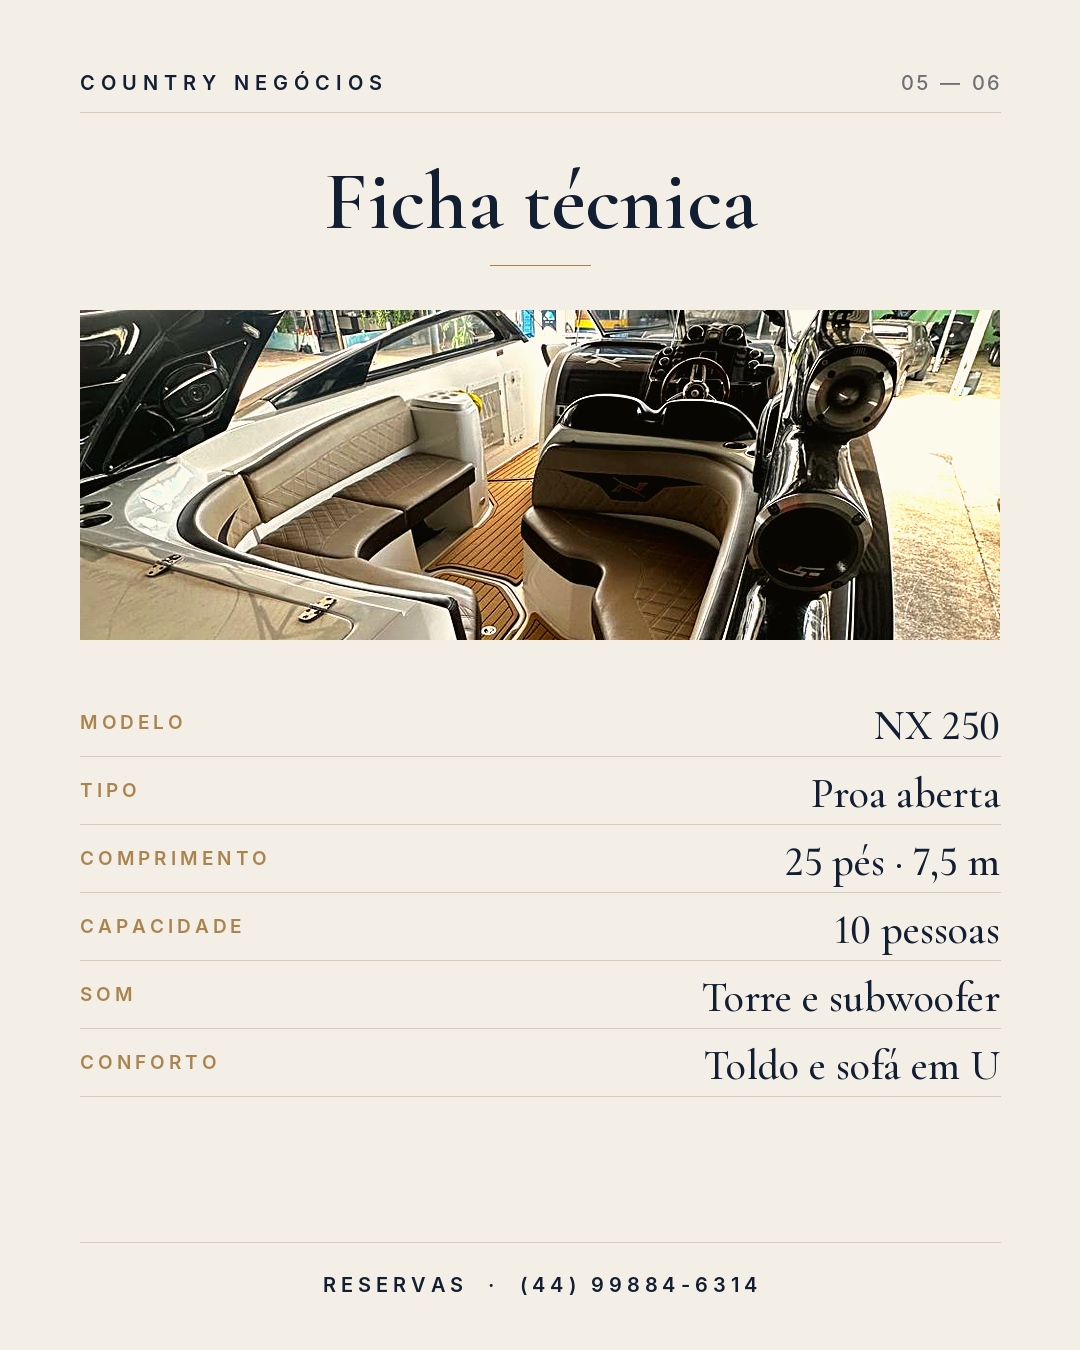 COUNTRY NEGÓCIOS
05 — 06
Ficha técnica
MODELO
NX 250
TIPO
Proa aberta
COMPRIMENTO
25 pés · 7,5 m
CAPACIDADE
10 pessoas
SOM
Torre e subwoofer
CONFORTO
Toldo e sofá em U
RESERVAS · (44) 99884-6314